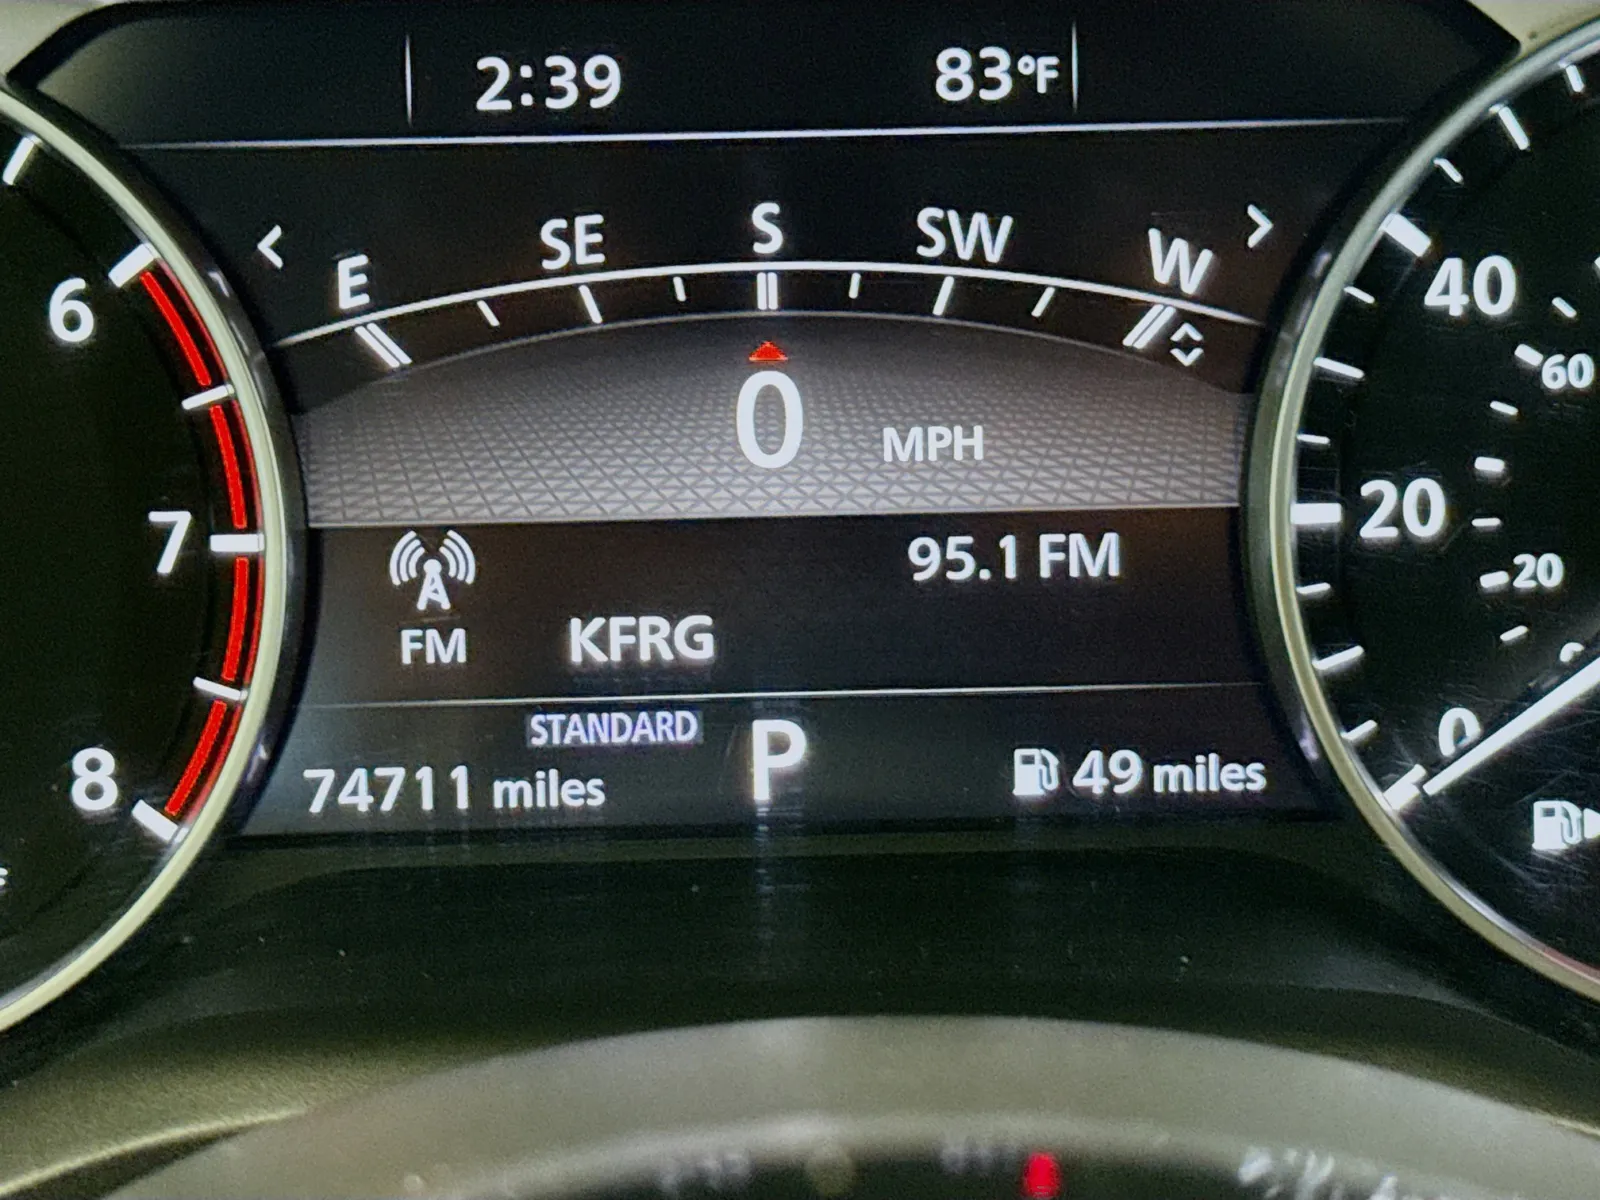 2:39 83°F
< E SE S SW W >
0 MPH
95.1 FM
FM KFRG
STANDARD
74711 miles P 49 miles
6
7
8
40
60
20
20
0